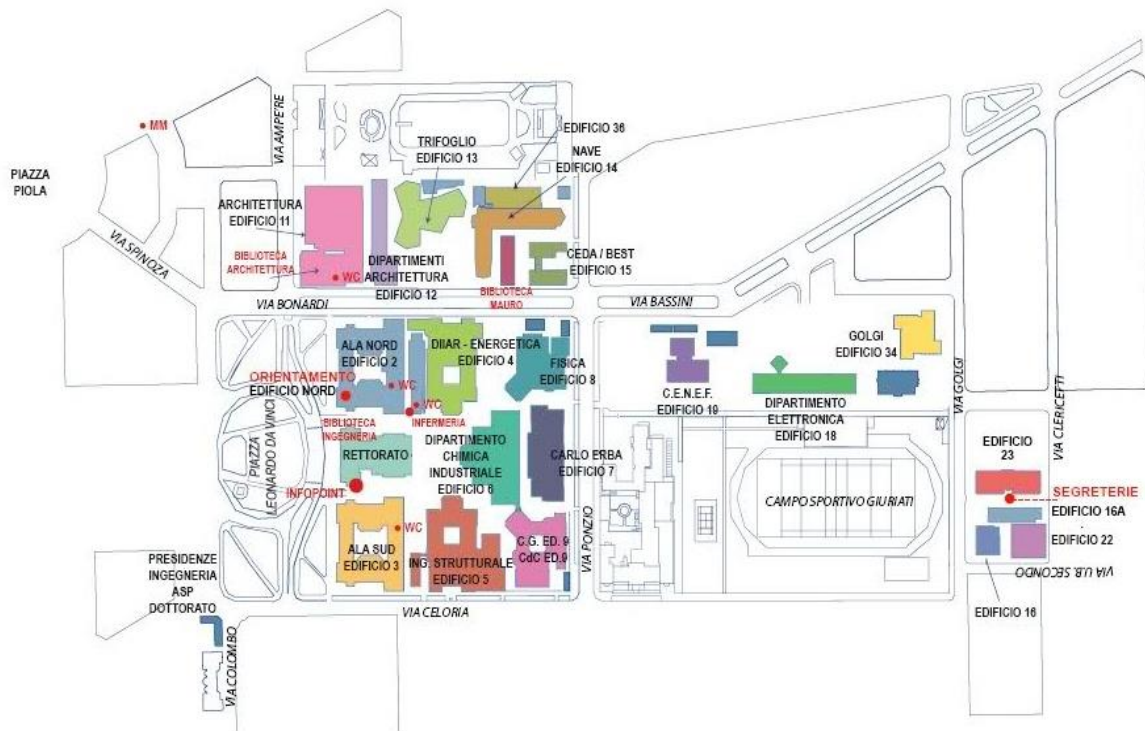 MM
PIAZZA
PIOLA
VIA AMPERE
VIA SPINOZA
TRIFOGLIO
EDIFICIO 13
EDIFICIO 36
NAVE
EDIFICIO 14
ARCHITETTURA
EDIFICIO 11
BIBLIOTECA
ARCHITETTURA
WC
DIPARTIMENTI
ARCHITETTURA
EDIFICIO 12
BIBLIOTECA
MAURO
CEDA / BEST
EDIFICIO 15
VIA BONARDI
VIA BASSINI
ALA NORD
EDIFICIO 2
DIIAR - ENERGETICA
EDIFICIO 4
FISICA
EDIFICIO 8
GOLGI
EDIFICIO 34
ORIENTAMENTO
EDIFICIO NORD
WC
WC
BIBLIOTECA
INGEGNERIA
INFERMERIA
C.E.N.E.F.
EDIFICIO 19
DIPARTIMENTO
ELETTRONICA
EDIFICIO 18
VIA GOLGI
VIA CLERICETTI
PIAZZA
LEONARDO DA VINCI
RETTORATO
DIPARTIMENTO
CHIMICA
INDUSTRIALE
EDIFICIO 6
CARLO ERBA
EDIFICIO 7
EDIFICIO
23
INFOPOINT
CAMPO SPORTIVO GIURIATI
SEGRETERIE
EDIFICIO 16A
WC
ALA SUD
EDIFICIO 3
ING. STRUTTURALE
EDIFICIO 5
C.G. ED. 9
CdC ED.9
VIA PONZIO
EDIFICIO 22
VIA U.B. SECONDO
PRESIDENZE
INGEGNERIA
ASP
DOTTORATO
VIA CELORIA
EDIFICIO 16
VIA COLOMBO